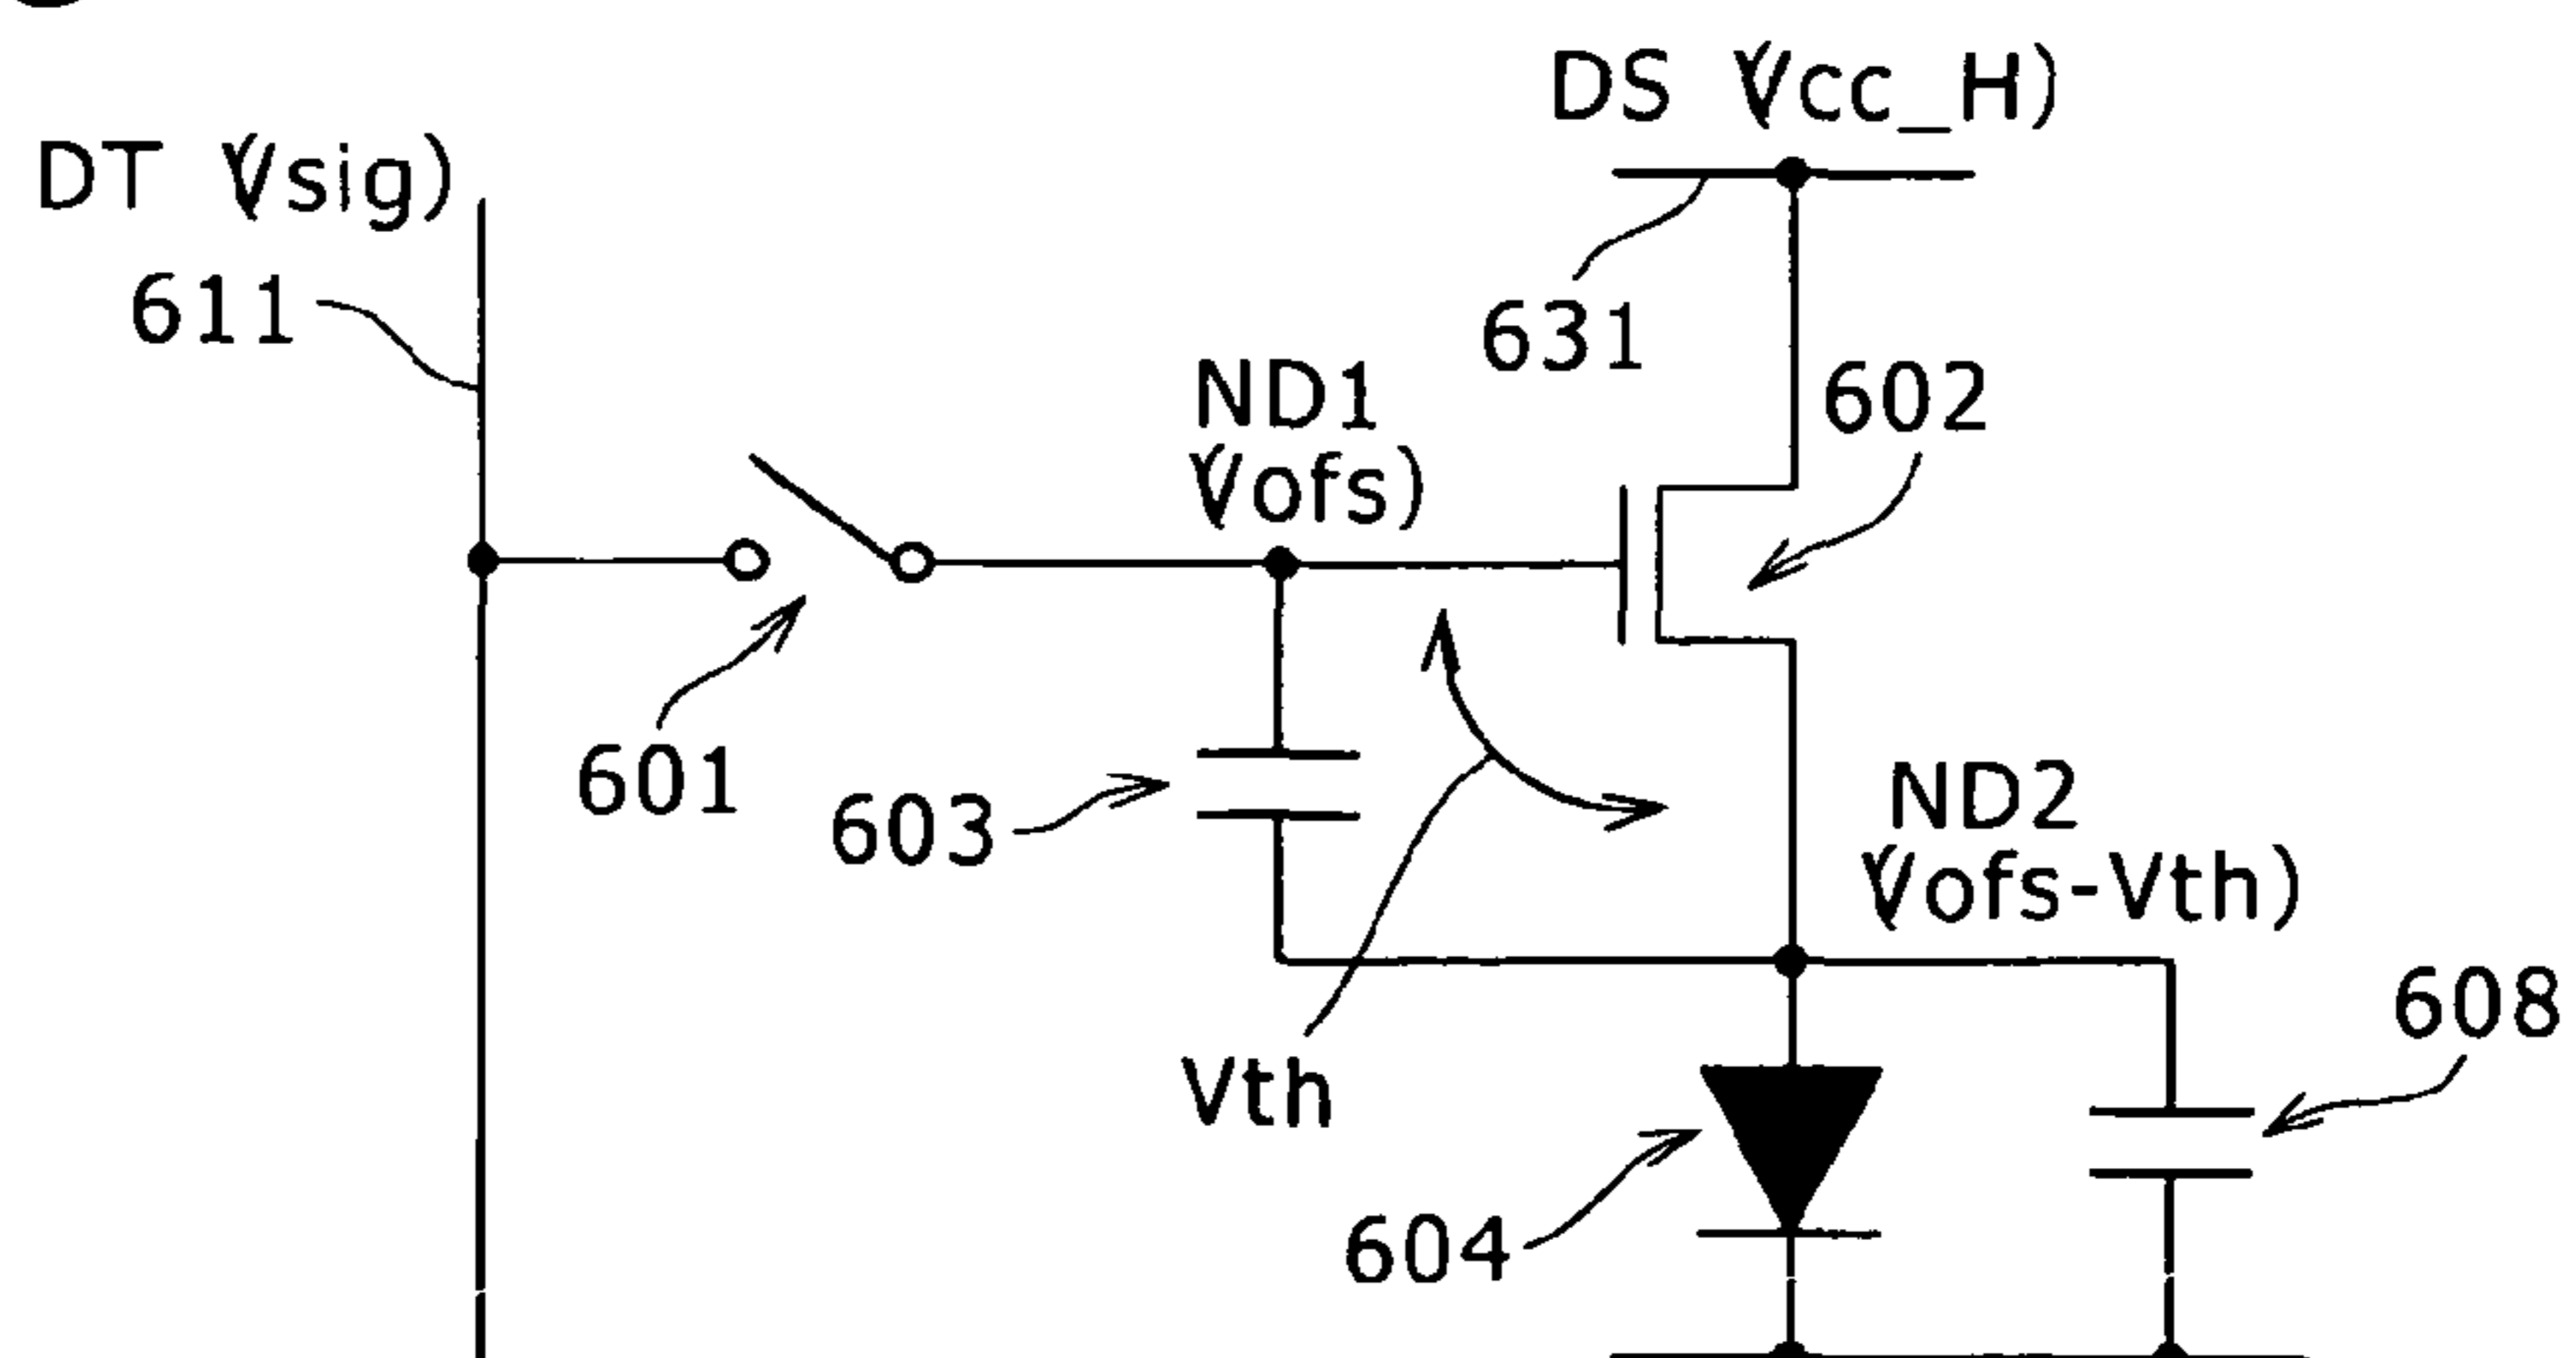 DS (Vcc_H)
DT (Vsig)
611
631
ND1
(Vofs)
602
601
603
ND2
(Vofs-Vth)
608
Vth
604